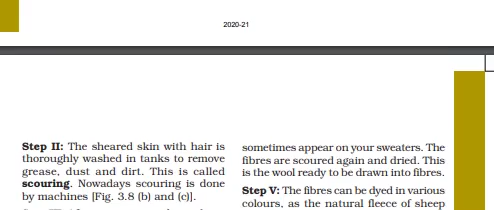 2020-21
Step II: The sheared skin with hair is
thoroughly washed in tanks to remove
grease, dust and dirt. This is called
scouring. Nowadays scouring is done
by machines [Fig. 3.8 (b) and (c)].
sometimes appear on your sweaters. The
fibres are scoured again and dried. This
is the wool ready to be drawn into fibres.
Step V: The fibres can be dyed in various
colours, as the natural fleece of sheep